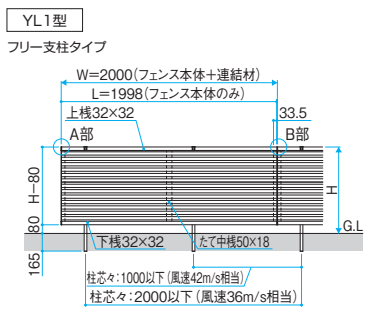 YL1型
フリー支柱タイプ
W=2000(フェンス本体+連結材)
L=1998(フェンス本体のみ)
上桟32×32
33.5
A部
B部
H−80
H
80
G.L
下桟32×32
たて中桟50×18
165
柱芯々:1000以下(風速42m/s相当)
柱芯々:2000以下(風速36m/s相当)